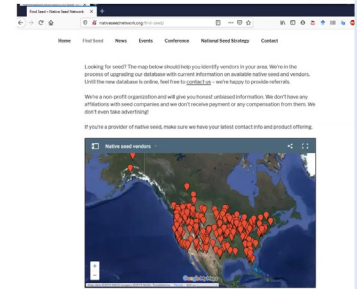 Find Seed – Native Seed Network
nativeseednetwork.org/find-seed/
Home Find Seed News Events Conference National Seed Strategy Contact
Looking for seed? The map below should help you identify vendors in your area. We're in the
process of upgrading our database with current information on available native seed and vendors.
Until the new database is online, feel free to contact us – we're happy to provide referrals.
We're a non-profit organization and will give you honest unbiased information. We don't have any
affiliations with seed companies and we don't receive payment or any compensation from them. We
don't even take advertising!
If you're a provider of native seed, make sure we have your latest contact info and product offering.
Native seed vendors
Google My Maps